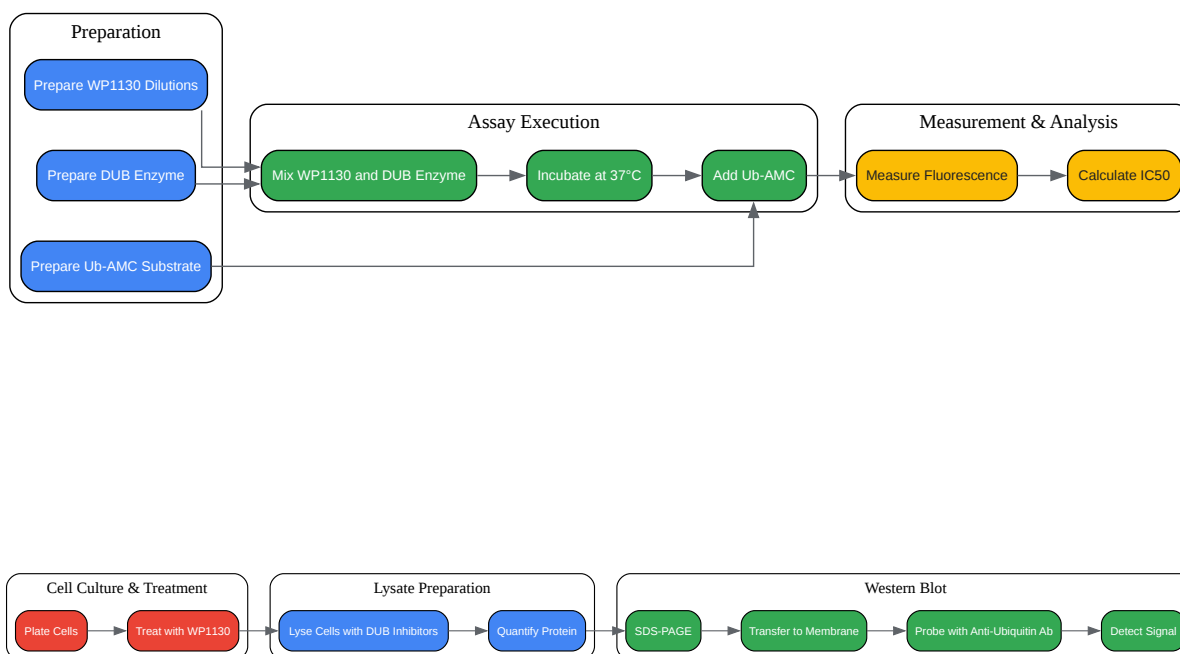 Preparation
Prepare WP1130 Dilutions
Prepare DUB Enzyme
Prepare Ub-AMC Substrate
Assay Execution
Mix WP1130 and DUB Enzyme
Incubate at 37°C
Add Ub-AMC
Measurement & Analysis
Measure Fluorescence
Calculate IC50
Cell Culture & Treatment
Plate Cells
Treat with WP1130
Lysate Preparation
Lyse Cells with DUB Inhibitors
Quantify Protein
Western Blot
SDS-PAGE
Transfer to Membrane
Probe with Anti-Ubiquitin Ab
Detect Signal